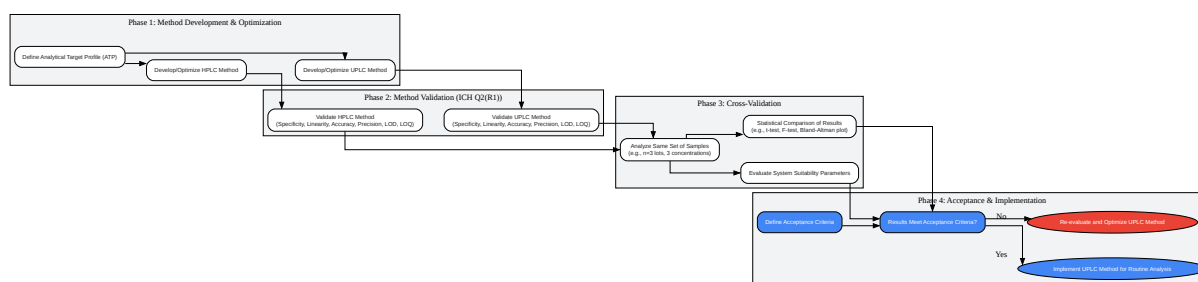 Phase 1: Method Development & Optimization
Define Analytical Target Profile (ATP)
Develop/Optimize HPLC Method
Develop/Optimize UPLC Method
Phase 2: Method Validation (ICH Q2(R1))
Validate HPLC Method
(Specificity, Linearity, Accuracy, Precision, LOD, LOQ)
Validate UPLC Method
(Specificity, Linearity, Accuracy, Precision, LOD, LOQ)
Phase 3: Cross-Validation
Analyze Same Set of Samples
(e.g., n=3 lots, 3 concentrations)
Statistical Comparison of Results
(e.g., t-test, F-test, Bland-Altman plot)
Evaluate System Suitability Parameters
Phase 4: Acceptance & Implementation
Define Acceptance Criteria
Results Meet Acceptance Criteria?
No
Re-evaluate and Optimize UPLC Method
Yes
Implement UPLC Method for Routine Analysis